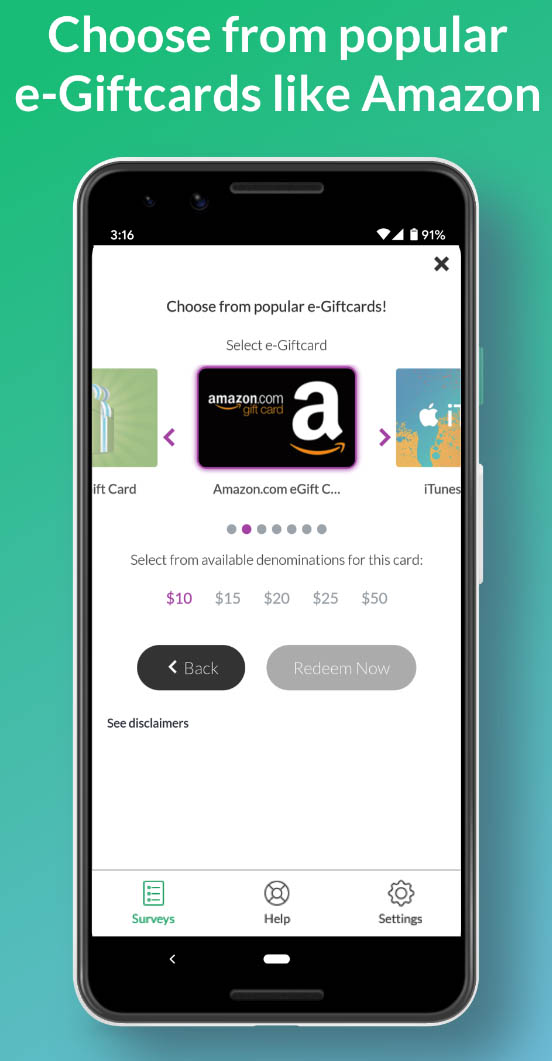 Choose from popular
e-Giftcards like Amazon
3:16
91%
Choose from popular e-Giftcards!
Select e-Giftcard
amazon.com
gift card
a
ift Card
Amazon.com eGift C...
iTunes
Select from available denominations for this card:
$10 $15 $20 $25 $50
Back
Redeem Now
See disclaimers
Surveys
Help
Settings